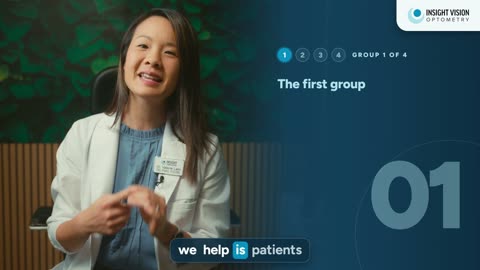 INSIGHT VISION
OPTOMETRY
1 2 3 4 GROUP 1 OF 4
The first group
01
we help is patients